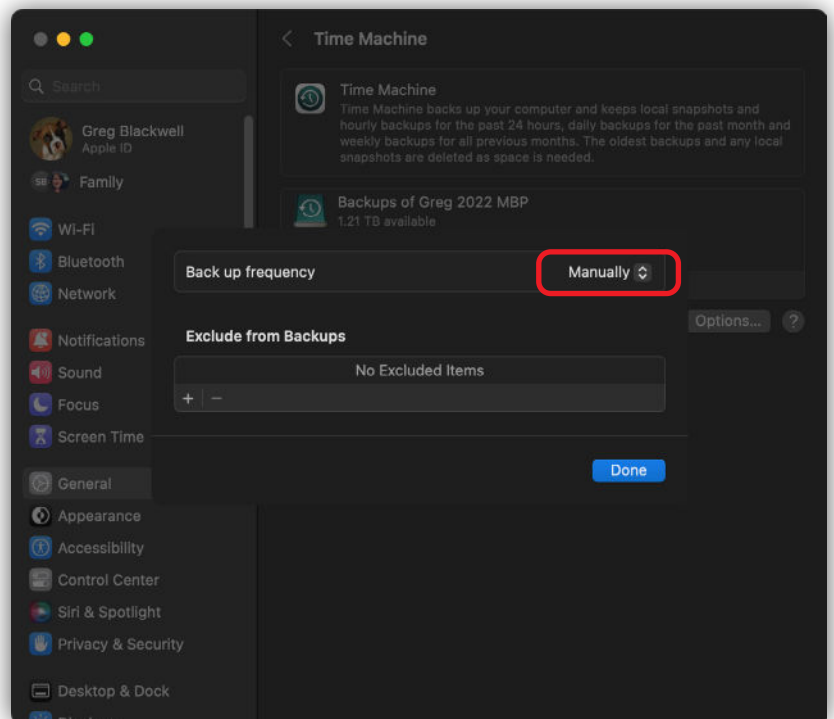 Time Machine
Search
Time Machine
Time Machine backs up your computer and keeps local snapshots and
hourly backups for the past 24 hours, daily backups for the past month and
weekly backups for all previous months. The oldest backups and any local
snapshots are deleted as space is needed.
Greg Blackwell
Apple ID
SB
Family
Backups of Greg 2022 MBP
1.21 TB available
Wi-Fi
Bluetooth
Network
Back up frequency
Manually
Options...
?
Exclude from Backups
No Excluded Items
+ −
Done
Notifications
Sound
Focus
Screen Time
General
Appearance
Accessibility
Control Center
Siri & Spotlight
Privacy & Security
Desktop & Dock